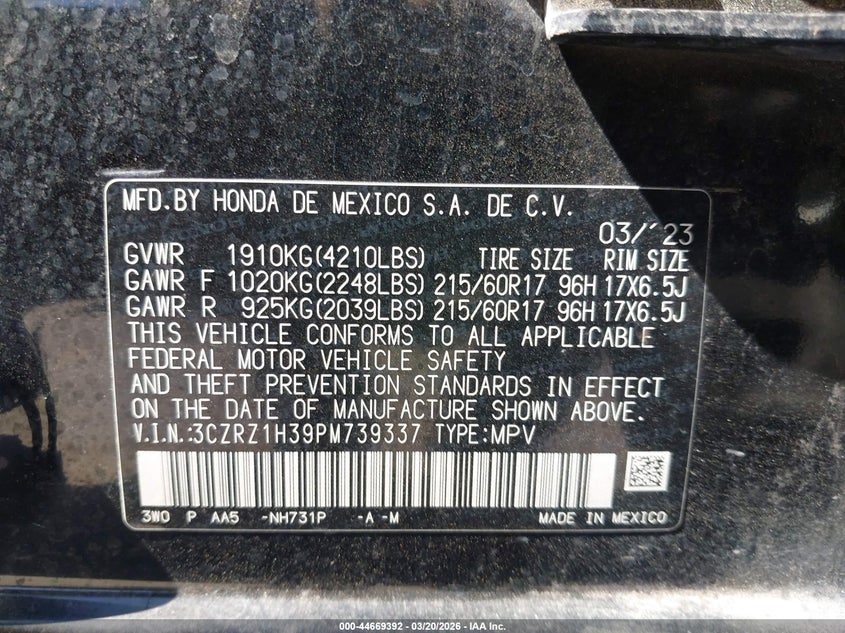 MFD.BY HONDA DE MEXICO S.A. DE C.V.
03/'23
GVWR 1910KG(4210LBS) TIRE SIZE RIM SIZE
GAWR F 1020KG(2248LBS) 215/60R17 96H 17X6.5J
GAWR R 925KG(2039LBS) 215/60R17 96H 17X6.5J
THIS VEHICLE CONFORMS TO ALL APPLICABLE
FEDERAL MOTOR VEHICLE SAFETY
AND THEFT PREVENTION STANDARDS IN EFFECT
ON THE DATE OF MANUFACTURE SHOWN ABOVE.
V.I.N.:3CZRZ1H39PM739337 TYPE:MPV
3W0 P AA5 -NH731P -A-M MADE IN MEXICO
000-44669392 - 03/20/2026 - IAA Inc.